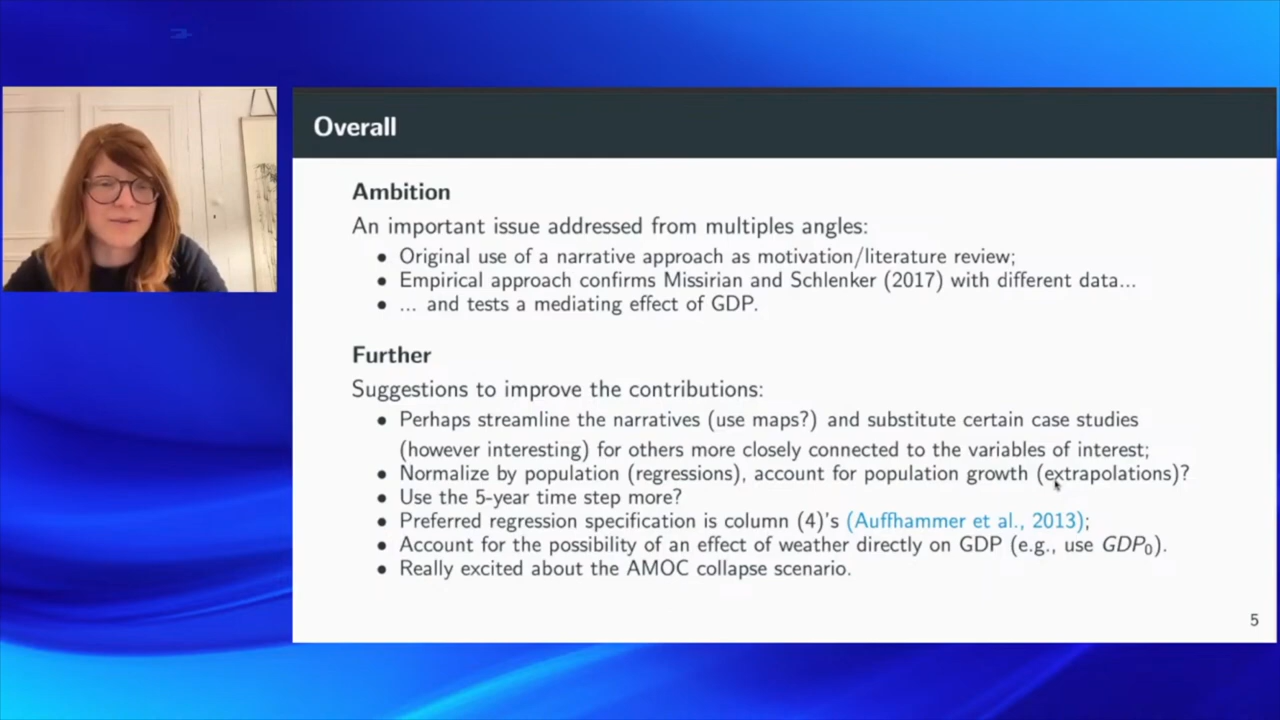 Overall
Ambition
An important issue addressed from multiple angles:
• Original use of a narrative approach as motivation/literature review;
• Empirical approach confirms Missirian and Schlenker (2017) with different data...
• ... and tests a mediating effect of GDP.
Further
Suggestions to improve the contributions:
• Perhaps streamline the narratives (use maps?) and substitute certain case studies
(however interesting) for others more closely connected to the variables of interest;
• Normalize by population (regressions), account for population growth (extrapolations)?
• Use the 5-year time step more?
• Preferred regression specification is column (4)'s (Auffhammer et al., 2013);
• Account for the possibility of an effect of weather directly on GDP (e.g., use GDP₀).
• Really excited about the AMOC collapse scenario.
5